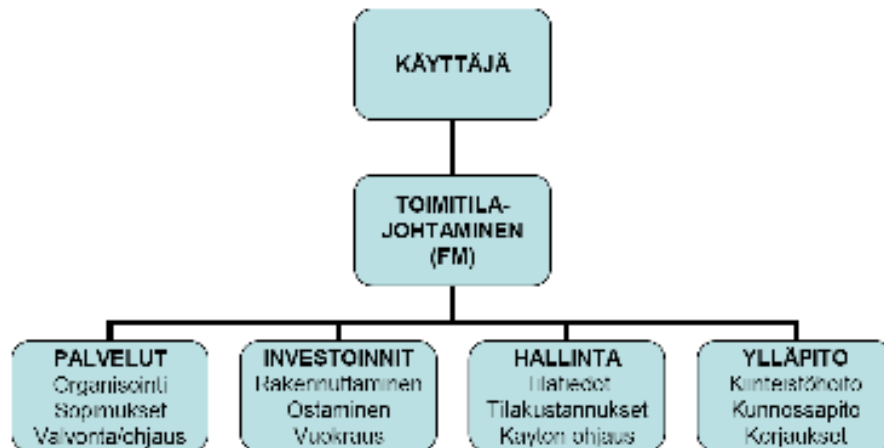 KÄYTTÄJÄ
TOIMITILA-
JOHTAMINEN
(FM)
PALVELUT
Organisointi
Sopimukset
Valvonta/ohjaus
INVESTOINNIT
Rakennuttaminen
Ostaminen
Vuokraus
HALLINTA
Tilatiedot
Tilakustannukset
Käytön ohjaus
YLLÄPITO
Kiinteistöhoito
Kunnossapito
Korjaukset